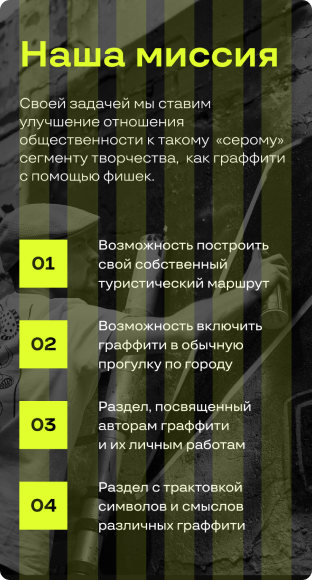 Наша миссия
Своей задачей мы ставим
улучшение отношения
общественности к такому «серому»
сегменту творчества, как граффити
с помощью фишек.
01
Возможность построить
свой собственный
туристический маршрут
02
Возможность включить
граффити в обычную
прогулку по городу
03
Раздел, посвященный
авторам граффити
и их личным работам
04
Раздел с трактовкой
символов и смыслов
различных граффити